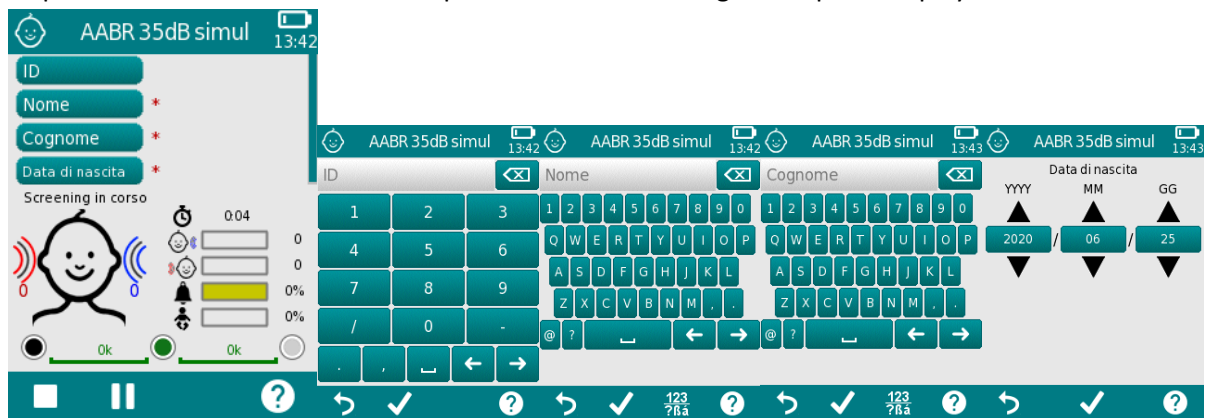 AABR 35dB simul 13:42
ID
Nome *
Cognome *
Data di nascita *
Screening in corso
0:04
0
0
0 0
0%
0%
0k 0k
?
AABR 35dB simul 13:42
ID
1 2 3
4 5 6
7 8 9
/ 0 -
. ,
?
AABR 35dB simul 13:42
Nome
1 2 3 4 5 6 7 8 9 0
Q W E R T Y U I O P
A S D F G H J K L
Z X C V B N M , .
@ ?
123
?ßá ?
AABR 35dB simul 13:43
Cognome
1 2 3 4 5 6 7 8 9 0
Q W E R T Y U I O P
A S D F G H J K L
Z X C V B N M , .
@ ?
123
?ßá ?
AABR 35dB simul 13:43
Data di nascita
YYYY MM GG
2020 / 06 / 25
?